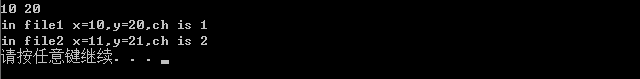 10 20
in file1 x=10,y=20,ch is 1
in file2 x=11,y=21,ch is 2
请按任意键继续. . .